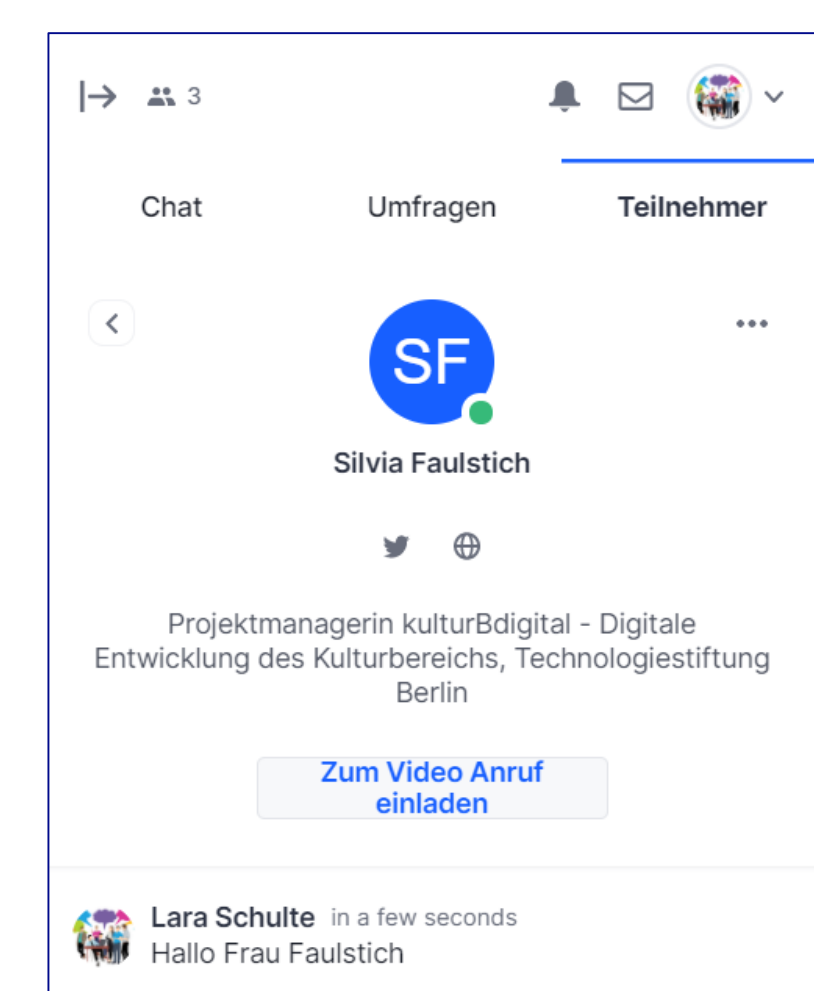 3
Chat Umfragen Teilnehmer
SF
Silvia Faulstich
Projektmanagerin kulturBdigital - Digitale
Entwicklung des Kulturbereichs, Technologiestiftung
Berlin
Zum Video Anruf
einladen
Lara Schulte in a few seconds
Hallo Frau Faulstich